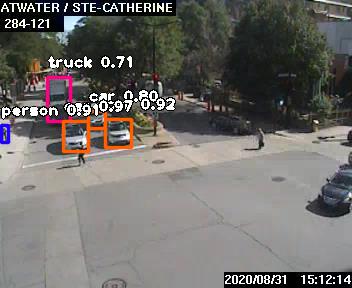 ATWATER / STE-CATHERINE
284-121
truck 0.71
car 0.80
person 0.91
0.97 0.92
2020/08/31 15:12:14